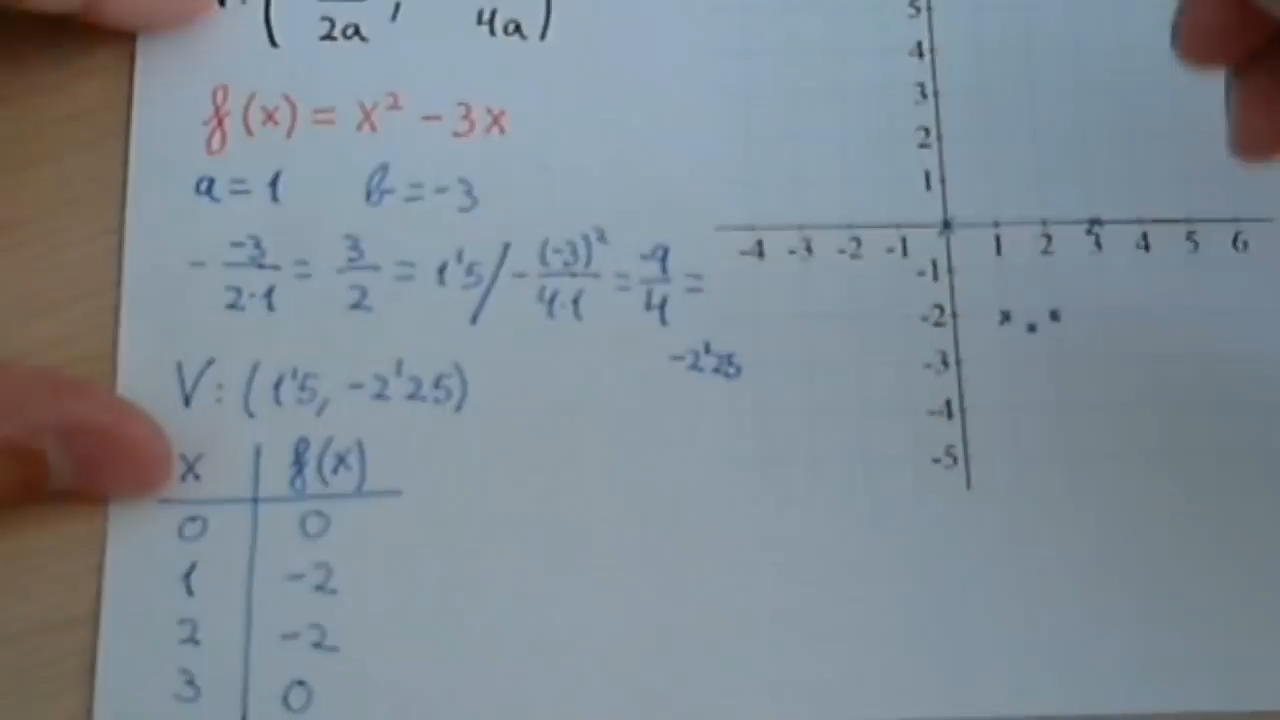 2a , 4a )
f(x) = x² - 3x
a = 1 b = -3
- -3/2·1 = 3/2 = 1'5 / - (-3)²/4·1 = -9/4 =
-2'25
V: (1'5, -2'25)
x | f(x)
0 | 0
1 | -2
2 | -2
3 | 0
5
4
3
2
1
-4 -3 -2 -1 1 2 3 4 5 6
-1
-2
-3
-4
-5